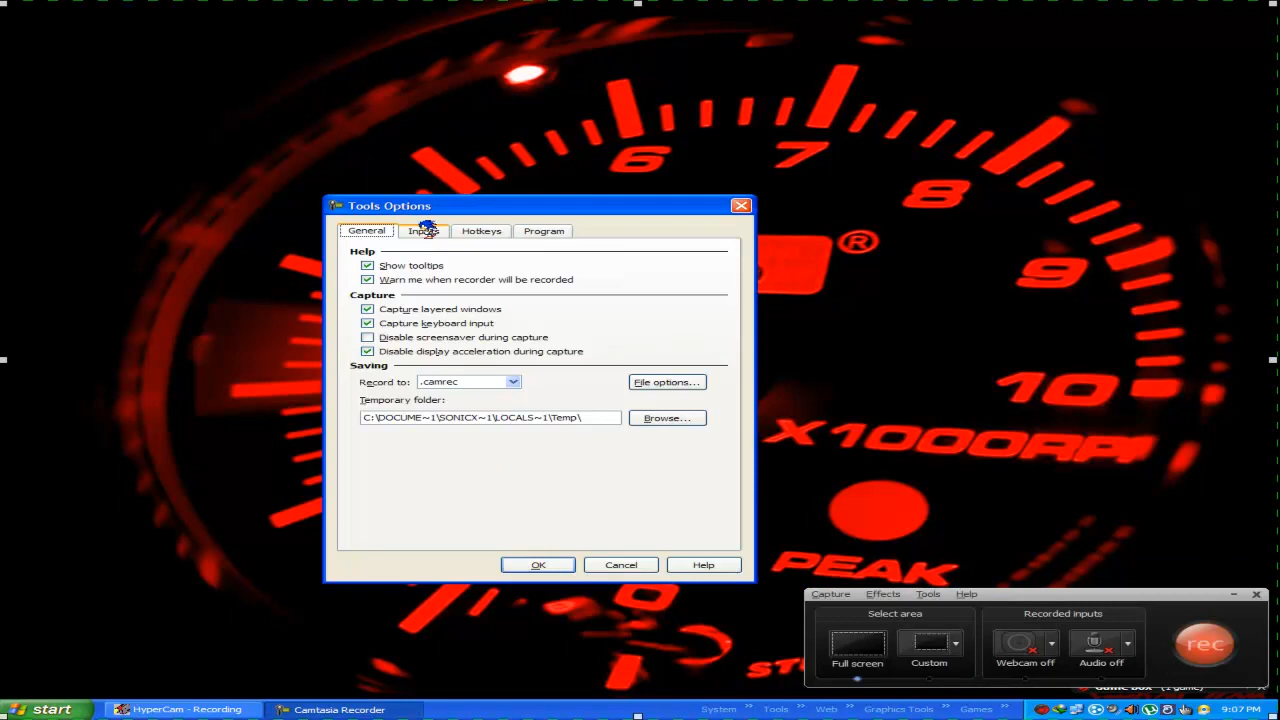 6
7
8
9
10
®
X1000RPM
PEAK
0
Tools Options
General
Inputs
Hotkeys
Program
Help
Show tooltips
Warn me when recorder will be recorded
Capture
Capture layered windows
Capture keyboard input
Disable screensaver during capture
Disable display acceleration during capture
Saving
Record to:
.camrec
File options...
Temporary folder:
C:\DOCUME~1\SONICX~1\LOCALS~1\Temp\
Browse...
OK
Cancel
Help
Capture
Effects
Tools
Help
Select area
Recorded inputs
Full screen
Custom
Webcam off
Audio off
rec
start
HyperCam - Recording
Camtasia Recorder
System
Tools
Web
Graphics Tools
Games
9:07 PM